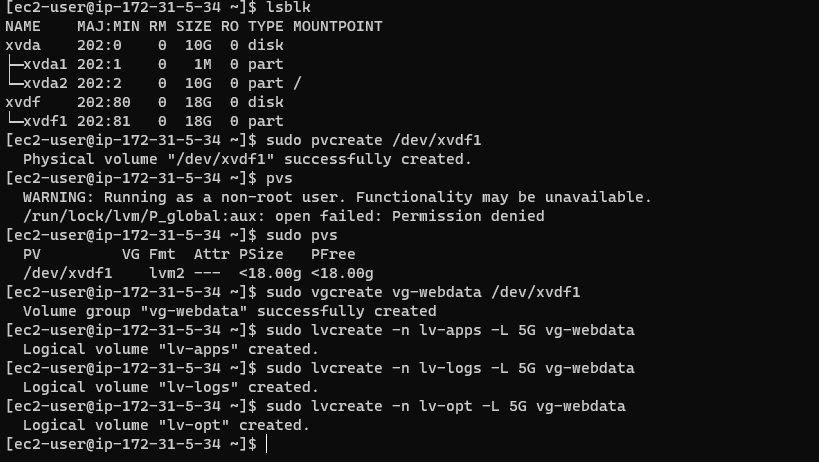 [ec2-user@ip-172-31-5-34 ~]$ lsblk
NAME    MAJ:MIN RM SIZE RO TYPE MOUNTPOINT
xvda    202:0    0  10G  0 disk
├─xvda1 202:1    0   1M  0 part
└─xvda2 202:2    0  10G  0 part /
xvdf    202:80   0  18G  0 disk
└─xvdf1 202:81   0  18G  0 part
[ec2-user@ip-172-31-5-34 ~]$ sudo pvcreate /dev/xvdf1
  Physical volume "/dev/xvdf1" successfully created.
[ec2-user@ip-172-31-5-34 ~]$ pvs
  WARNING: Running as a non-root user. Functionality may be unavailable.
  /run/lock/lvm/P_global:aux: open failed: Permission denied
[ec2-user@ip-172-31-5-34 ~]$ sudo pvs
  PV         VG Fmt  Attr PSize   PFree
  /dev/xvdf1    lvm2 ---  <18.00g <18.00g
[ec2-user@ip-172-31-5-34 ~]$ sudo vgcreate vg-webdata /dev/xvdf1
  Volume group "vg-webdata" successfully created
[ec2-user@ip-172-31-5-34 ~]$ sudo lvcreate -n lv-apps -L 5G vg-webdata
  Logical volume "lv-apps" created.
[ec2-user@ip-172-31-5-34 ~]$ sudo lvcreate -n lv-logs -L 5G vg-webdata
  Logical volume "lv-logs" created.
[ec2-user@ip-172-31-5-34 ~]$ sudo lvcreate -n lv-opt -L 5G vg-webdata
  Logical volume "lv-opt" created.
[ec2-user@ip-172-31-5-34 ~]$